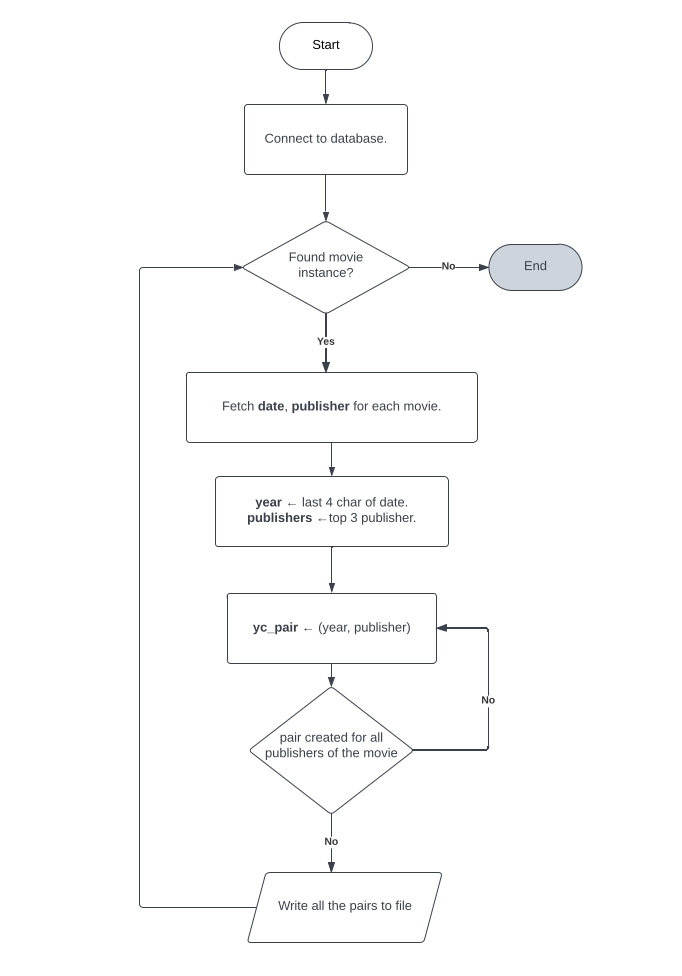 Start
Connect to database.
Found movie
instance?
No
End
Yes
Fetch date, publisher for each movie.
year ← last 4 char of date.
publishers ←top 3 publisher.
yc_pair ← (year, publisher)
No
pair created for all
publishers of the movie
No
Write all the pairs to file